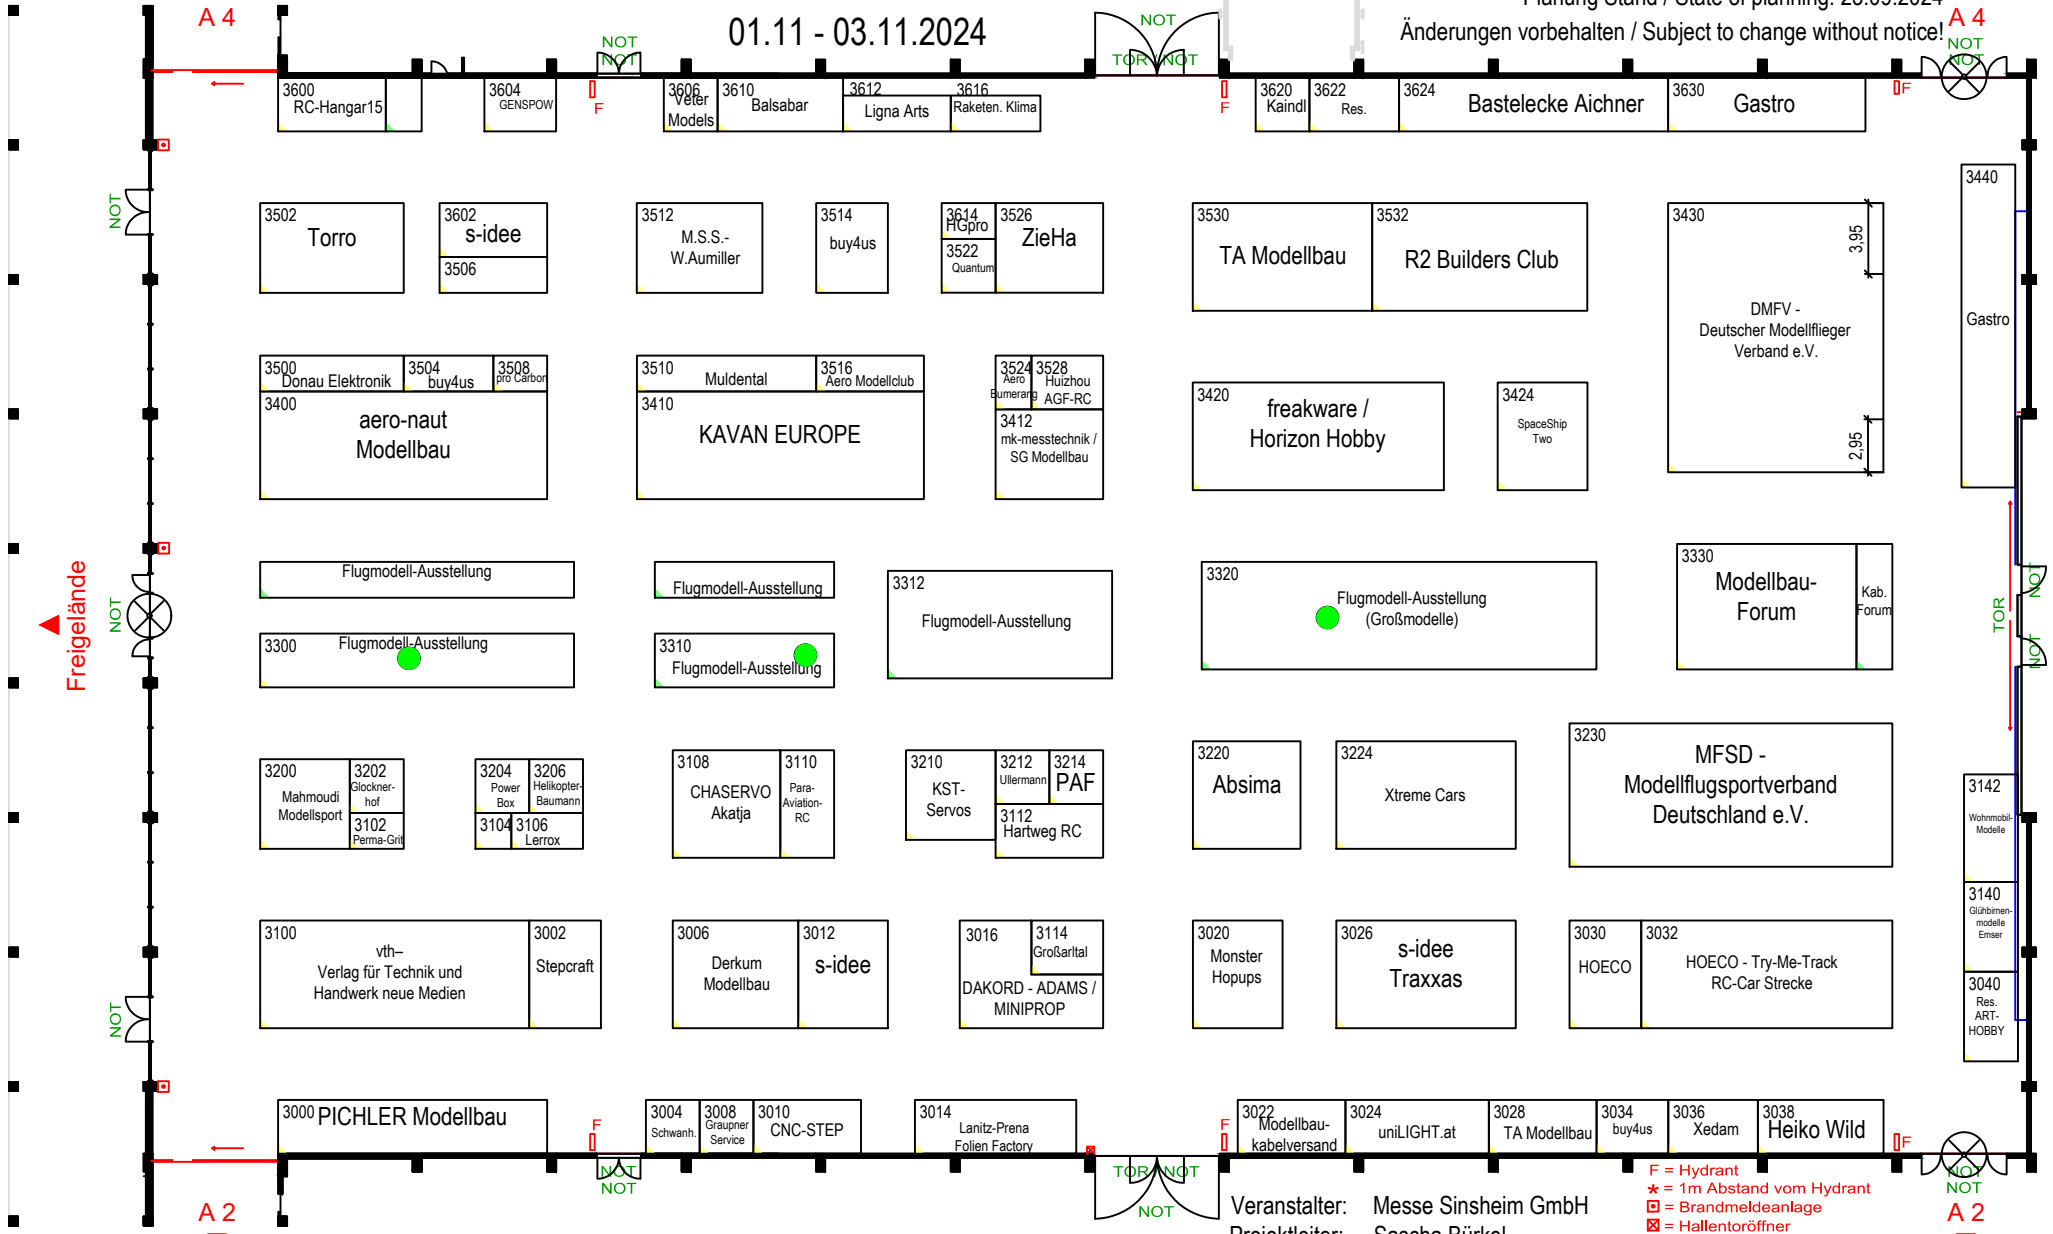 A 4
01.11 - 03.11.2024
NOT
Planung Stand / State of planning: 23.09.2024
Änderungen vorbehalten / Subject to change without notice!
A 4
NOT
NOT
NOT
NOT
TOR
NOT
3600
RC-Hangar15
3604
GENSPOW
F
3606
Veter
Models
3610
Balsabar
3612
Ligna Arts
3616
Raketen. Klima
F
3620
Kaindl
3622
Res.
3624
Bastelecke Aichner
3630
Gastro
F
NOT
3502
Torro
3602
s-idee
3506
3512
M.S.S.-
W.Aumiller
3514
buy4us
3614
HGpro
3522
Quantum
3526
ZieHa
3530
TA Modellbau
3532
R2 Builders Club
3430
DMFV -
Deutscher Modellflieger
Verband e.V.
3,95
2,95
3440
Gastro
3500
Donau Elektronik
3504
buy4us
3508
pro Carbon
3400
aero-naut
Modellbau
3510
Muldental
3516
Aero Modellclub
3410
KAVAN EUROPE
3524
Aero
Bumerang
3528
Huizhou
AGF-RC
3412
mk-messtechnik /
SG Modellbau
3420
freakware /
Horizon Hobby
3424
SpaceShip
Two
Freigelände
NOT
Flugmodell-Ausstellung
3300
Flugmodell-Ausstellung
Flugmodell-Ausstellung
3310
Flugmodell-Ausstellung
3312
Flugmodell-Ausstellung
3320
Flugmodell-Ausstellung
(Großmodelle)
3330
Modellbau-
Forum
Kab.
Forum
TOR
NOT
NOT
3200
Mahmoudi
Modellsport
3202
Glockner-
hof
3102
Perma-Grit
3204
Power
Box
3206
Helikopter-
Baumann
3104
3106
Lerrox
3108
CHASERVO
Akatja
3110
Para-
Aviation-
RC
3210
KST-
Servos
3212
Ullermann
3214
PAF
3112
Hartweg RC
3220
Absima
3224
Xtreme Cars
3230
MFSD -
Modellflugsportverband
Deutschland e.V.
3142
Wohnmobil-
Modelle
3140
Glühbirnen-
modelle
Emser
3040
Res.
ART-
HOBBY
NOT
3100
vth–
Verlag für Technik und
Handwerk neue Medien
3002
Stepcraft
3006
Derkum
Modellbau
3012
s-idee
3016
DAKORD - ADAMS /
MINIPROP
3114
Großarltal
3020
Monster
Hopups
3026
s-idee
Traxxas
3030
HOECO
3032
HOECO - Try-Me-Track
RC-Car Strecke
3000
PICHLER Modellbau
F
3004
Schwanh.
3008
Graupner
Service
3010
CNC-STEP
3014
Lanitz-Prena
Folien Factory
F
3022
Modellbau-
kabelversand
3024
uniLIGHT.at
3028
TA Modellbau
3034
buy4us
3036
Xedam
3038
Heiko Wild
F
NOT
NOT
TOR
NOT
NOT
NOT
NOT
A 2
Veranstalter: Messe Sinsheim GmbH
Projektleiter: Sascha Bürkel
F = Hydrant
* = 1m Abstand vom Hydrant
= Brandmeldeanlage
= Hallentoröffner
A 2